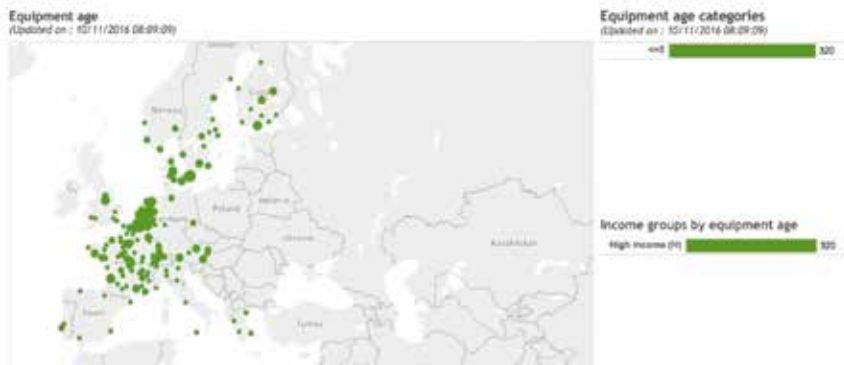 Equipment age
(Updated on : 10/11/2016 08:09:09)
Equipment age categories
(Updated on : 10/11/2016 08:09:09)
320
Income groups by equipment age
High Income (H) 320
Norway
Poland
Belarus
Ukraine
Kazakhstan
Spain
Turkey